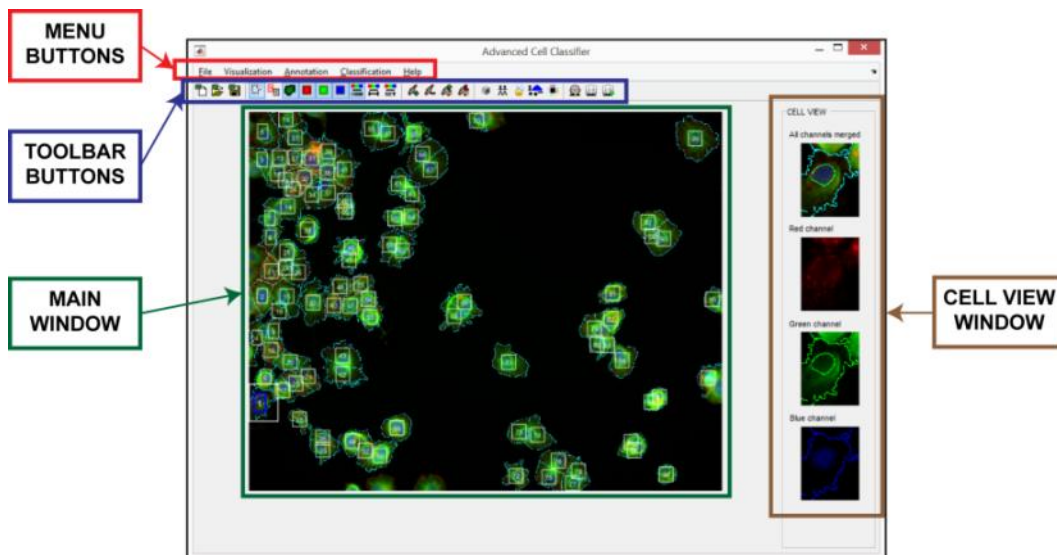 MENU
BUTTONS
Advanced Cell Classifier
File Visualization Annotation Classification Help
TOOLBAR
BUTTONS
CELL VIEW
All channels merged
Red channel
MAIN
WINDOW
CELL VIEW
WINDOW
Green channel
Blue channel